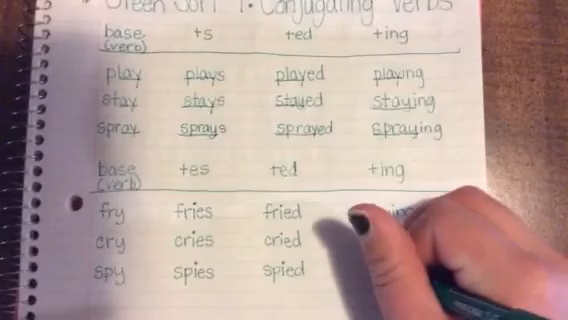 Green Sort 1: Conjugating Verbs
base +s +ed +ing
(verb)
play plays played playing
stay stays stayed staying
spray sprays sprayed spraying
base +es +ed +ing
(verb)
fry fries fried
cry cries cried
spy spies spied